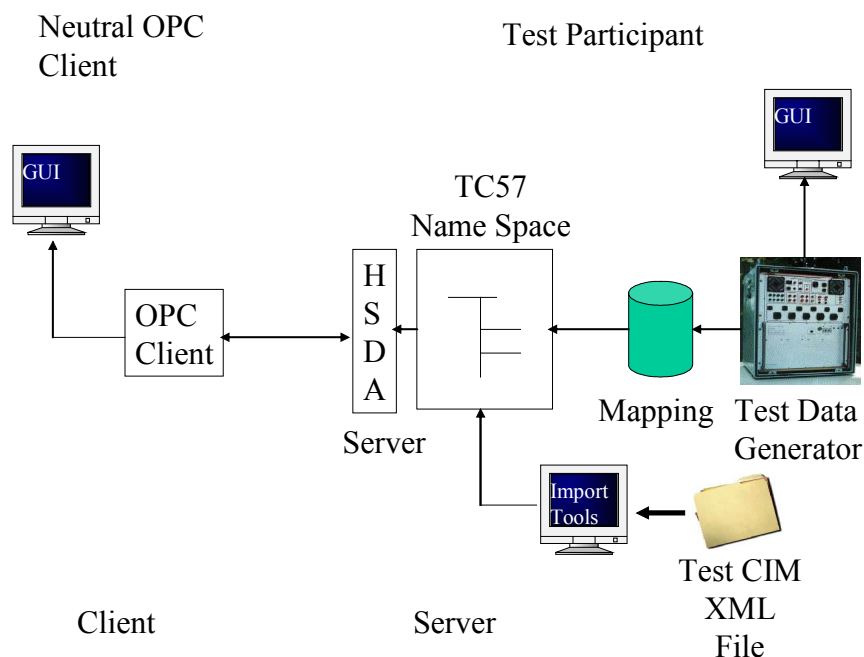 Neutral OPC
Client
Test Participant
GUI
GUI
TC57
Name Space
H
S
D
A
OPC
Client
Server
Mapping
Test Data
Generator
Import
Tools
Test CIM
XML
File
Client
Server